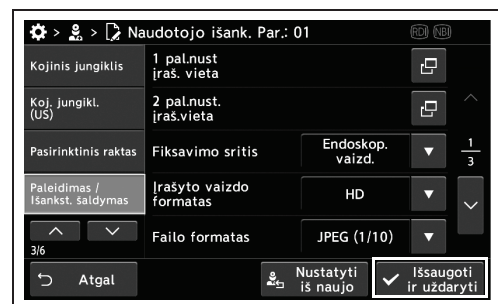 > > Naudotojo išank. Par.: 01
RDI NBI
Kojinis jungiklis
Koj. jungikl.
(US)
Pasirinktinis raktas
Paleidimas /
Išankst. šaldymas
3/6
1 pal.nust
įraš. vieta
2 pal.nust.
įraš.vieta
Fiksavimo sritis
Endoskop.
vaizd.
Įrašyto vaizdo
formatas
HD
Failo formatas
JPEG (1/10)
1
3
Atgal
Nustatyti
iš naujo
Išsaugoti
ir uždaryti